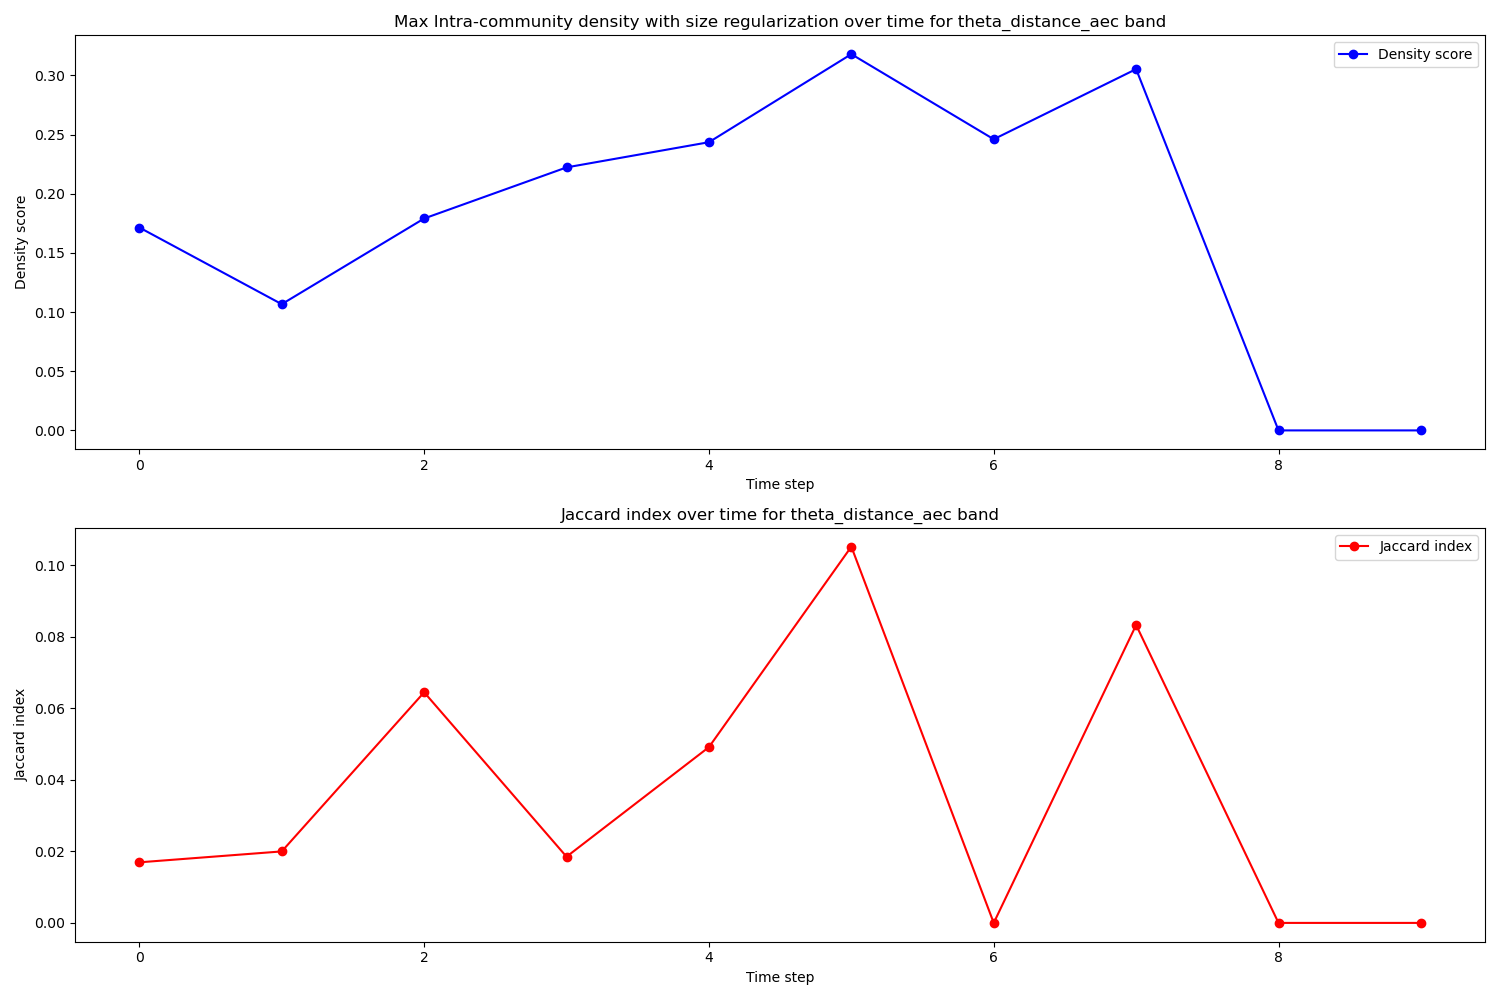 Max Intra-community density with size regularization over time for theta_distance_aec band
Density score
0.30
0.25
0.20
0.15
0.10
0.05
0.00
Density score
0 2 4 6 8
Time step
Jaccard index over time for theta_distance_aec band
Jaccard index
0.10
0.08
0.06
0.04
0.02
0.00
Jaccard index
0 2 4 6 8
Time step